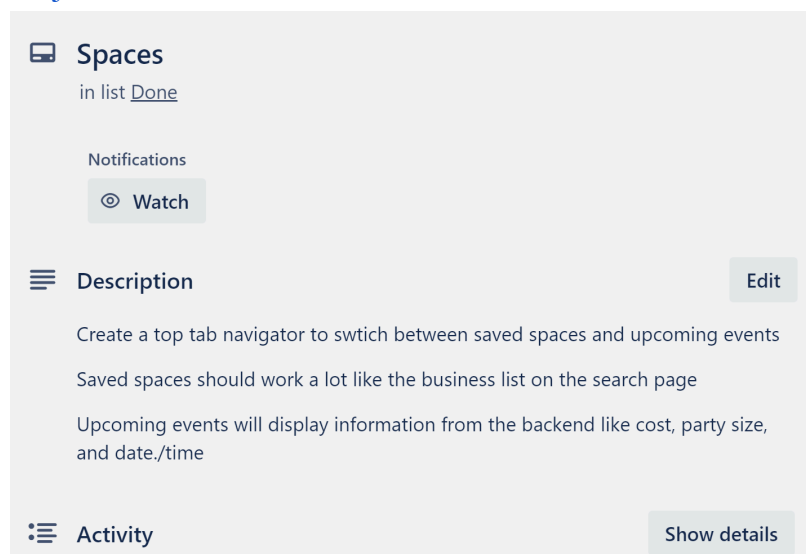 Spaces
in list Done
Notifications
Watch
Description
Edit
Create a top tab navigator to swtich between saved spaces and upcoming events
Saved spaces should work a lot like the business list on the search page
Upcoming events will display information from the backend like cost, party size,
and date./time
Activity
Show details